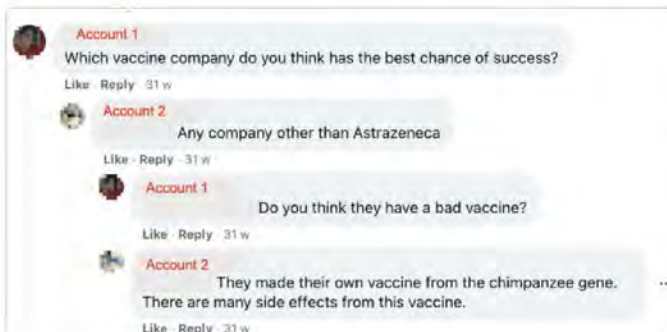 Account 1
Which vaccine company do you think has the best chance of success?
Like · Reply · 31 w
Account 2
Any company other than Astrazeneca
Like · Reply · 31 w
Account 1
Do you think they have a bad vaccine?
Like · Reply · 31 w
Account 2
They made their own vaccine from the chimpanzee gene.
There are many side effects from this vaccine.
Like · Reply · 31 w